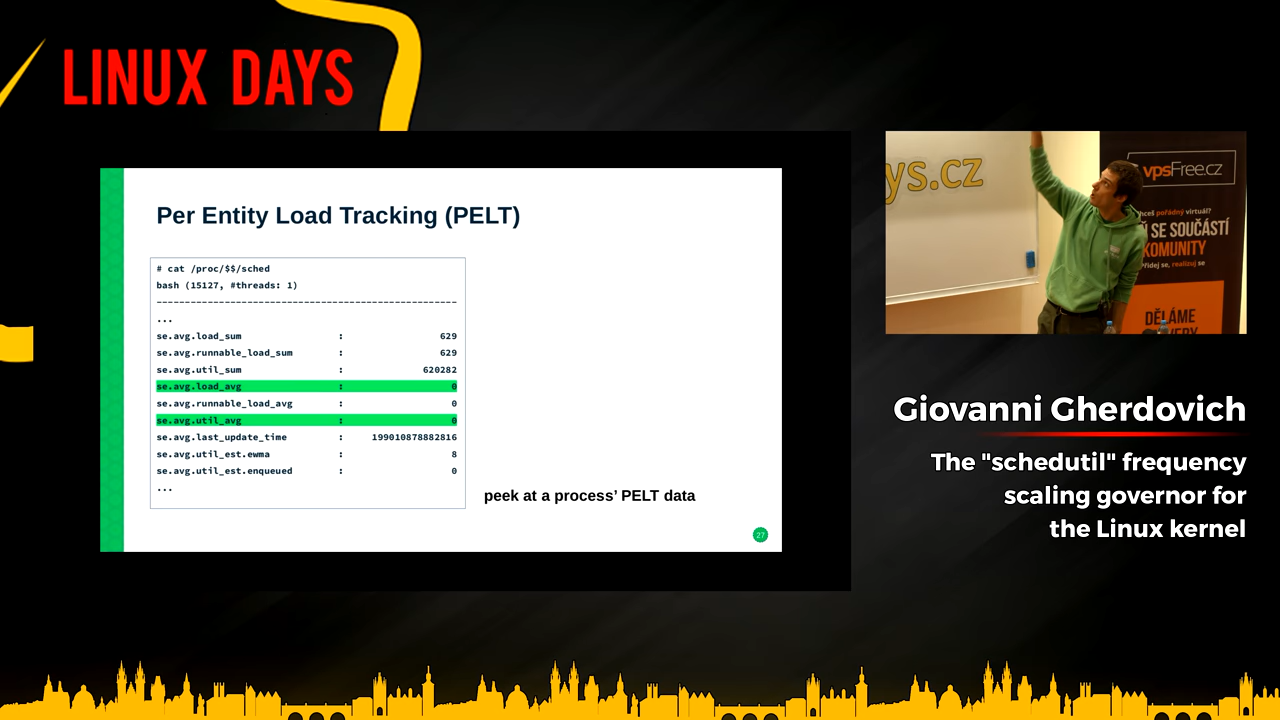 LINUX DAYS
Per Entity Load Tracking (PELT)
# cat /proc/$$/sched
bash (15127, #threads: 1)
-----------------------------------------------------
...
se.avg.load_sum : 629
se.avg.runnable_load_sum : 629
se.avg.util_sum : 620282
se.avg.load_avg : 0
se.avg.runnable_load_avg : 0
se.avg.util_avg : 0
se.avg.last_update_time : 199010878882816
se.avg.util_est.ewma : 8
se.avg.util_est.enqueued : 0
...
peek at a process’ PELT data
27
ys.cz
vpsFree.cz
hceš pořádný virtuál?
SE SOUČÁSTÍ
KOMUNITY
Přidej se, realizuj se
DĚLÁME
Giovanni Gherdovich
The "schedutil" frequency
scaling governor for
the Linux kernel